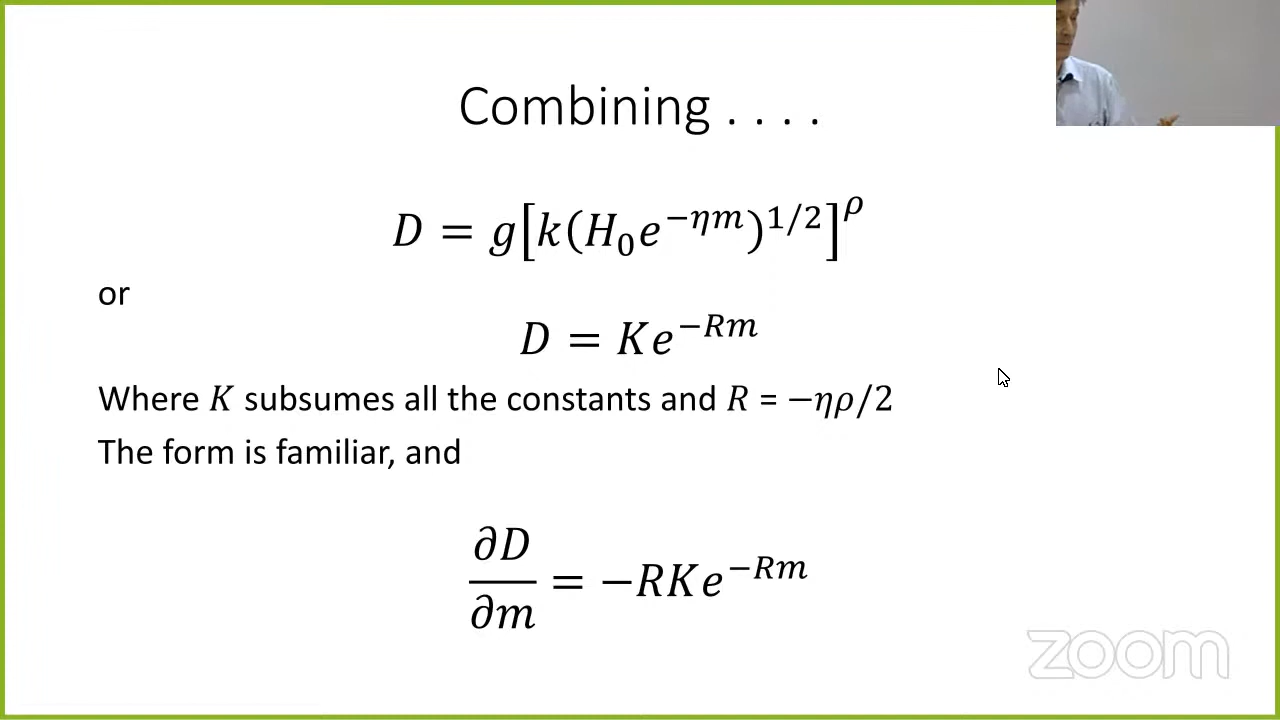 Combining . . . .
D = g[k(H₀e^{−ηm})^{1/2}]^ρ
or
D = Ke^{−Rm}
Where K subsumes all the constants and R = −ηρ/2
The form is familiar, and
∂D/∂m = −RKe^{−Rm}
zoom